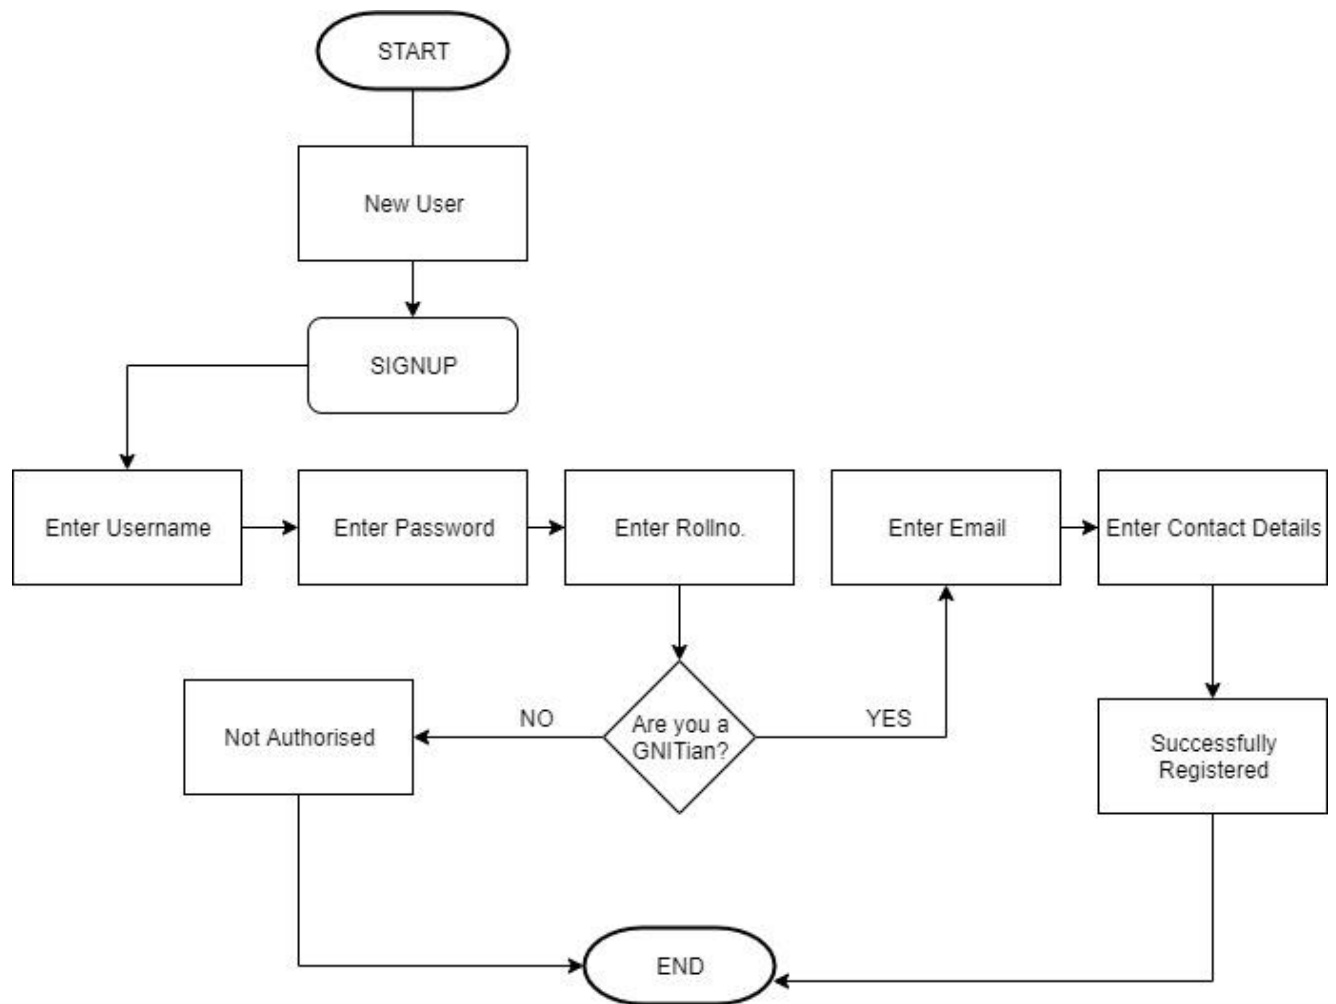 START
New User
SIGNUP
Enter Username
Enter Password
Enter Rollno.
Enter Email
Enter Contact Details
Not Authorised
NO
Are you a
GNITian?
YES
Successfully
Registered
END